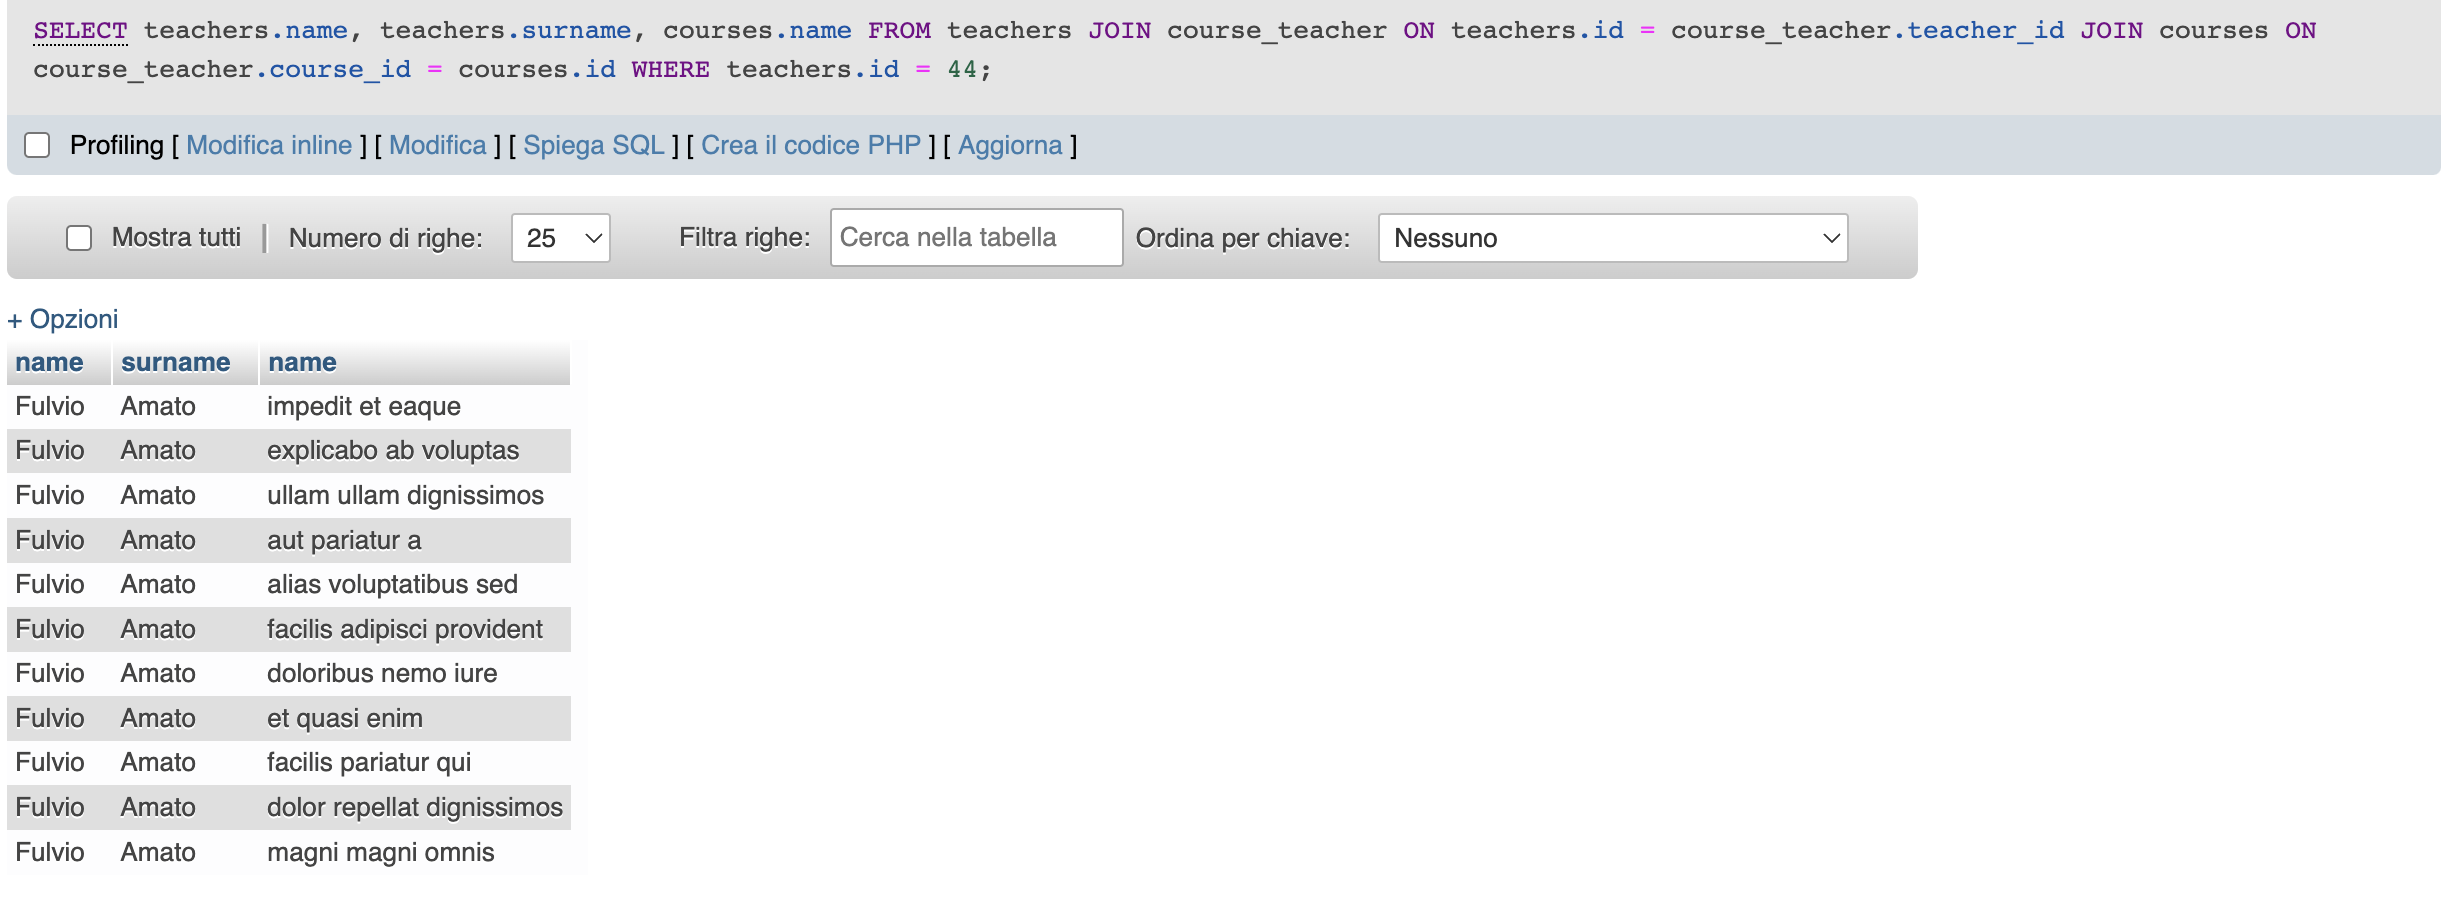 SELECT teachers.name, teachers.surname, courses.name FROM teachers JOIN course_teacher ON teachers.id = course_teacher.teacher_id JOIN courses ON
course_teacher.course_id = courses.id WHERE teachers.id = 44;
Profiling [ Modifica inline ] [ Modifica ] [ Spiega SQL ] [ Crea il codice PHP ] [ Aggiorna ]
Mostra tutti | Numero di righe: 25 Filtra righe: Cerca nella tabella Ordina per chiave: Nessuno
+ Opzioni
name surname name
Fulvio Amato impedit et eaque
Fulvio Amato explicabo ab voluptas
Fulvio Amato ullam ullam dignissimos
Fulvio Amato aut pariatur a
Fulvio Amato alias voluptatibus sed
Fulvio Amato facilis adipisci provident
Fulvio Amato doloribus nemo iure
Fulvio Amato et quasi enim
Fulvio Amato facilis pariatur qui
Fulvio Amato dolor repellat dignissimos
Fulvio Amato magni magni omnis